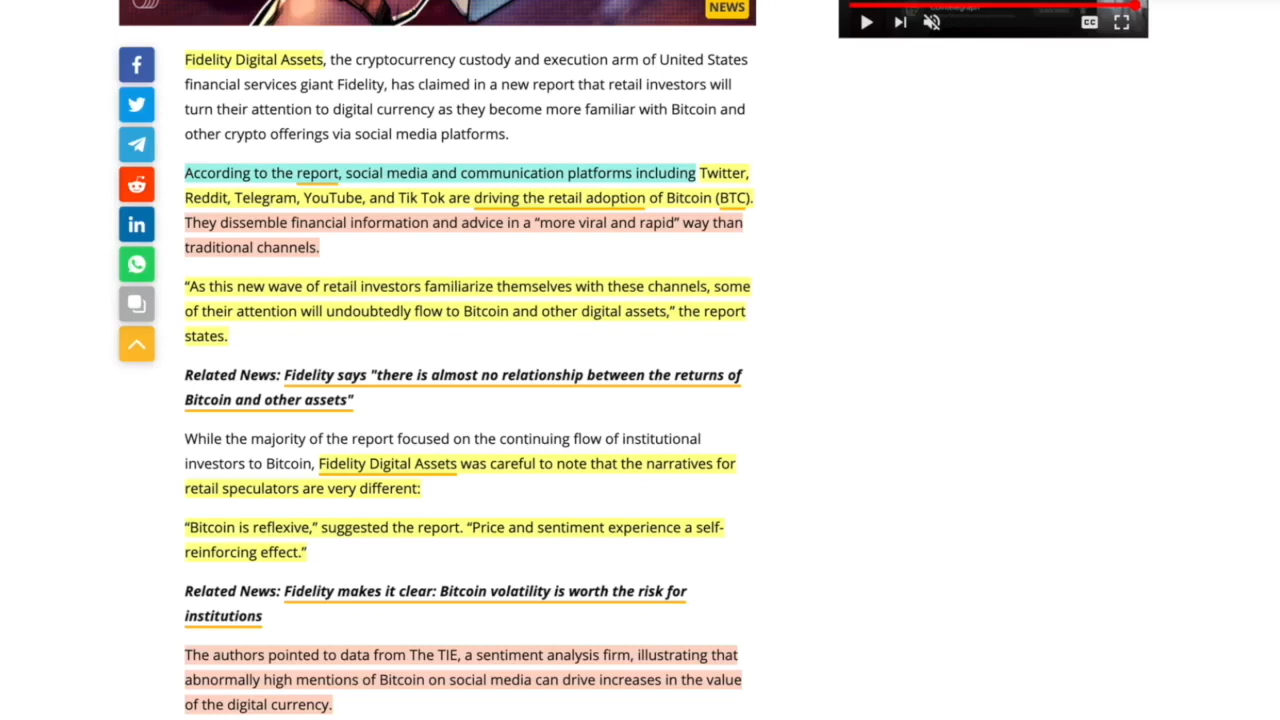 NEWS
CC
Fidelity Digital Assets, the cryptocurrency custody and execution arm of United States
financial services giant Fidelity, has claimed in a new report that retail investors will
turn their attention to digital currency as they become more familiar with Bitcoin and
other crypto offerings via social media platforms.
According to the report, social media and communication platforms including Twitter,
Reddit, Telegram, YouTube, and Tik Tok are driving the retail adoption of Bitcoin (BTC).
They dissemble financial information and advice in a “more viral and rapid” way than
traditional channels.
“As this new wave of retail investors familiarize themselves with these channels, some
of their attention will undoubtedly flow to Bitcoin and other digital assets,” the report
states.
Related News: Fidelity says "there is almost no relationship between the returns of
Bitcoin and other assets"
While the majority of the report focused on the continuing flow of institutional
investors to Bitcoin, Fidelity Digital Assets was careful to note that the narratives for
retail speculators are very different:
“Bitcoin is reflexive,” suggested the report. “Price and sentiment experience a self-
reinforcing effect.”
Related News: Fidelity makes it clear: Bitcoin volatility is worth the risk for
institutions
The authors pointed to data from The TIE, a sentiment analysis firm, illustrating that
abnormally high mentions of Bitcoin on social media can drive increases in the value
of the digital currency.